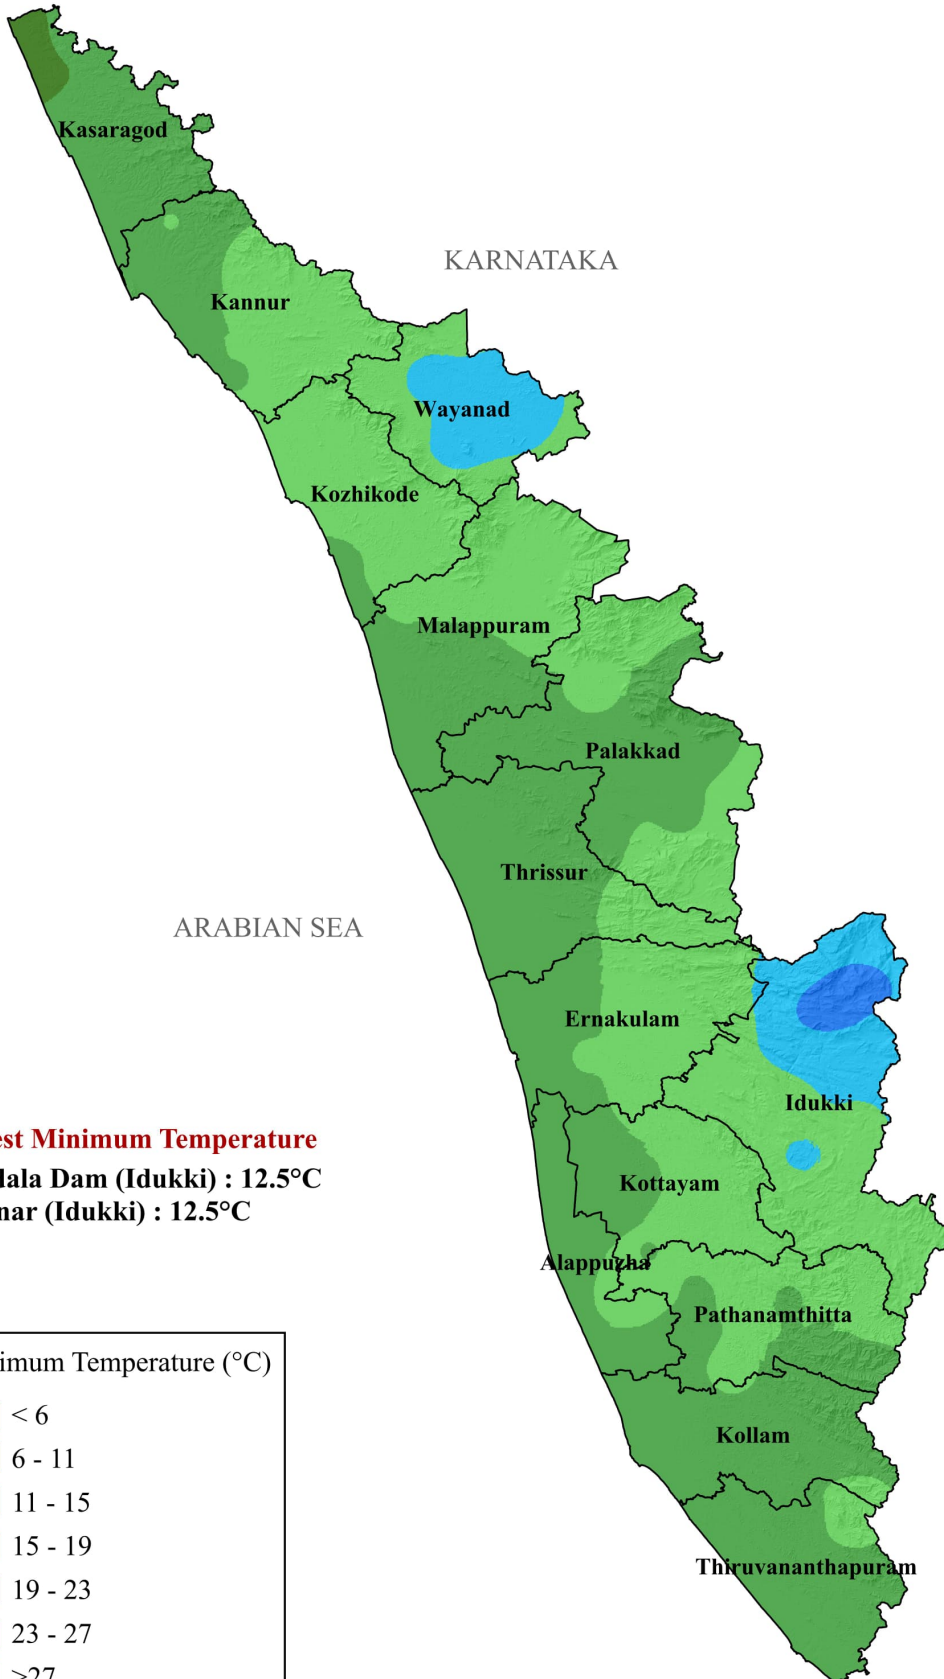 Kasaragod
KARNATAKA
Kannur
Wayanad
Kozhikode
Malappuram
Palakkad
Thrissur
ARABIAN SEA
Ernakulam
Idukki
est Minimum Temperature
lala Dam (Idukki) : 12.5°C
nar (Idukki) : 12.5°C
Kottayam
Alappuzha
Pathanamthitta
imum Temperature (°C)
< 6
6 - 11
11 - 15
15 - 19
19 - 23
23 - 27
>27
Kollam
Thiruvananthapuram